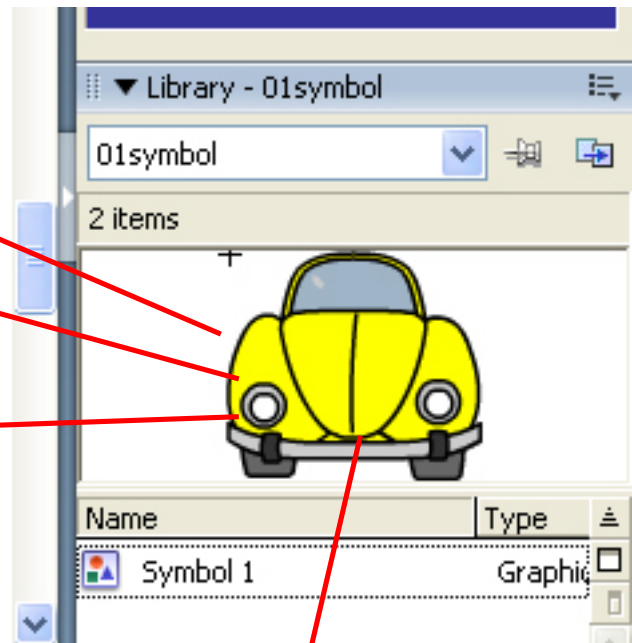 Library - 01symbol
01symbol
2 items
Name Type
Symbol 1 Graphic